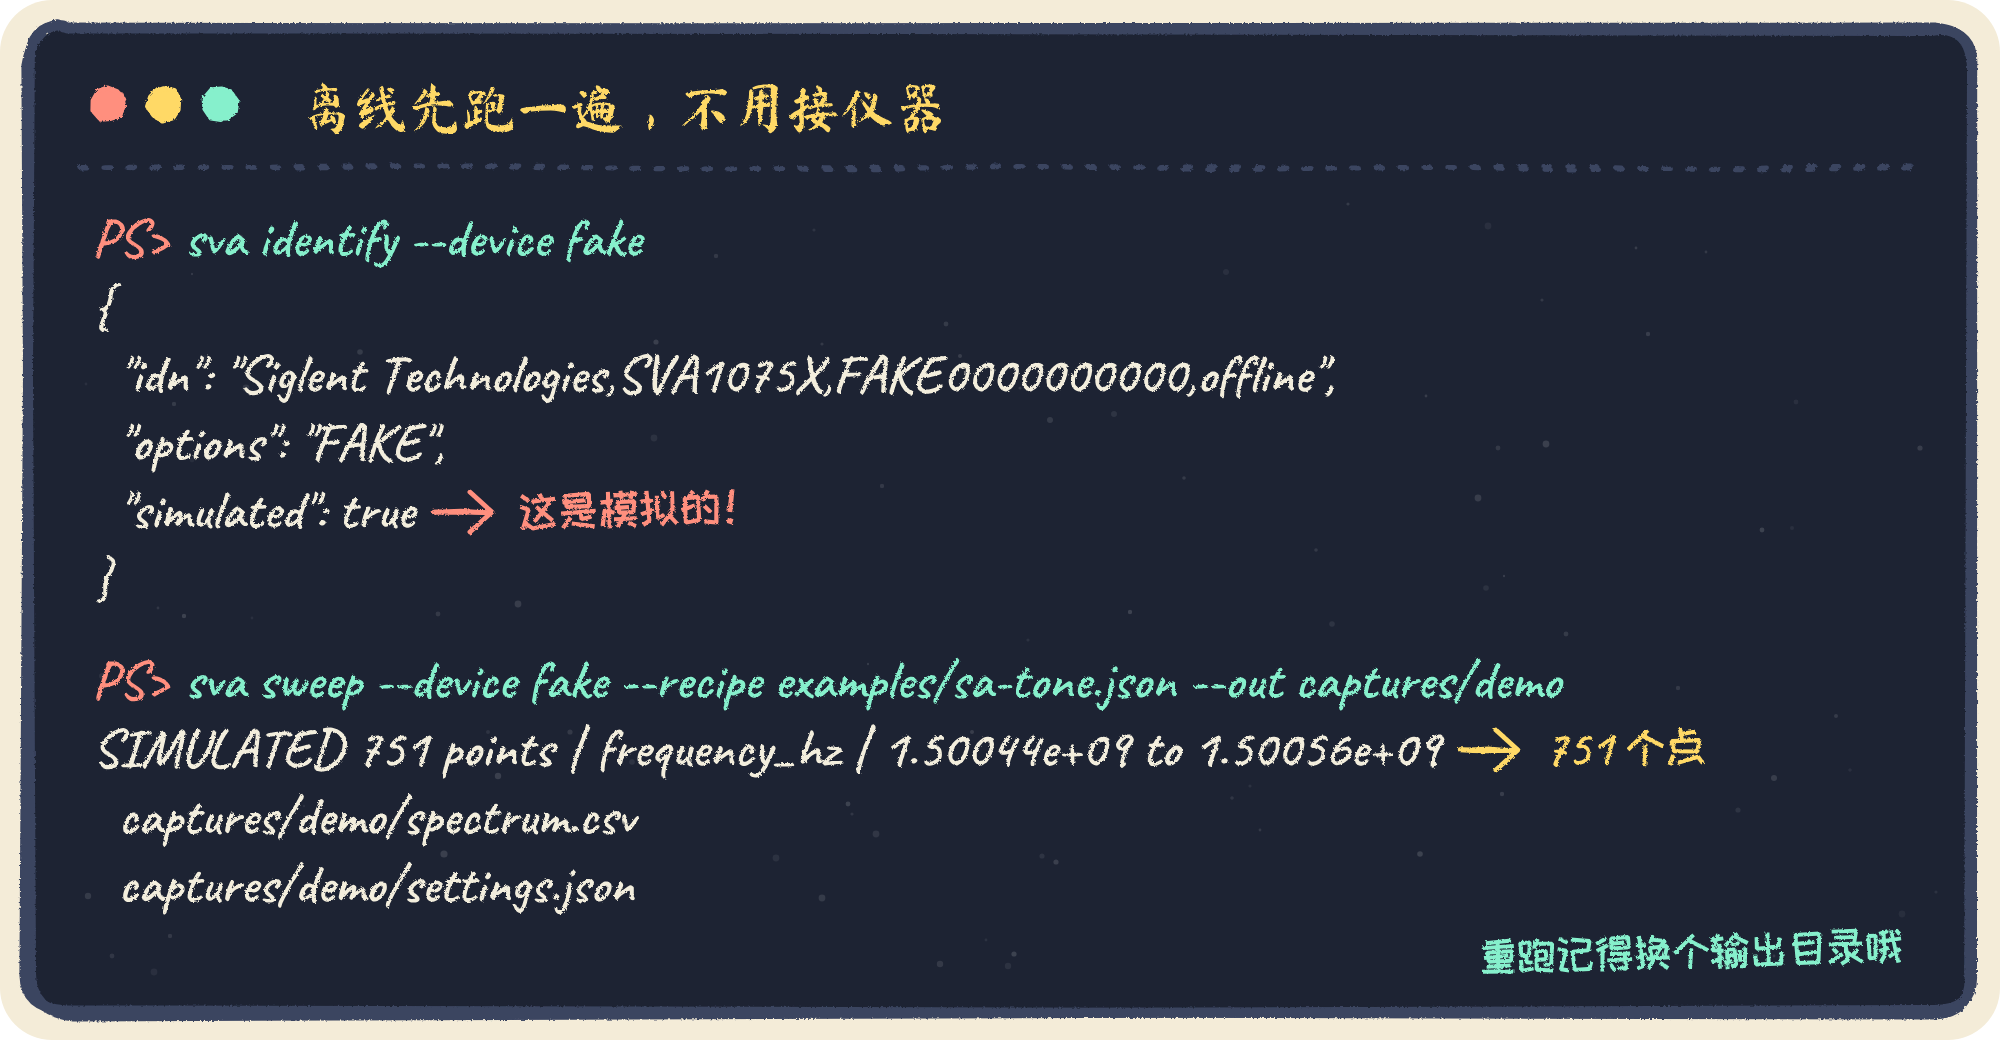 离线先跑一遍，不用接仪器
PS> sva identify --device fake
{
"idn": "Siglent Technologies,SVA1075X,FAKE0000000000,offline",
"options": "FAKE",
"simulated": true → 这是模拟的!
}
PS> sva sweep --device fake --recipe examples/sa-tone.json --out captures/demo
SIMULATED 751 points | frequency_hz | 1.50044e+09 to 1.50056e+09 → 751 个点
captures/demo/spectrum.csv
captures/demo/settings.json
重跑记得换个输出目录哦